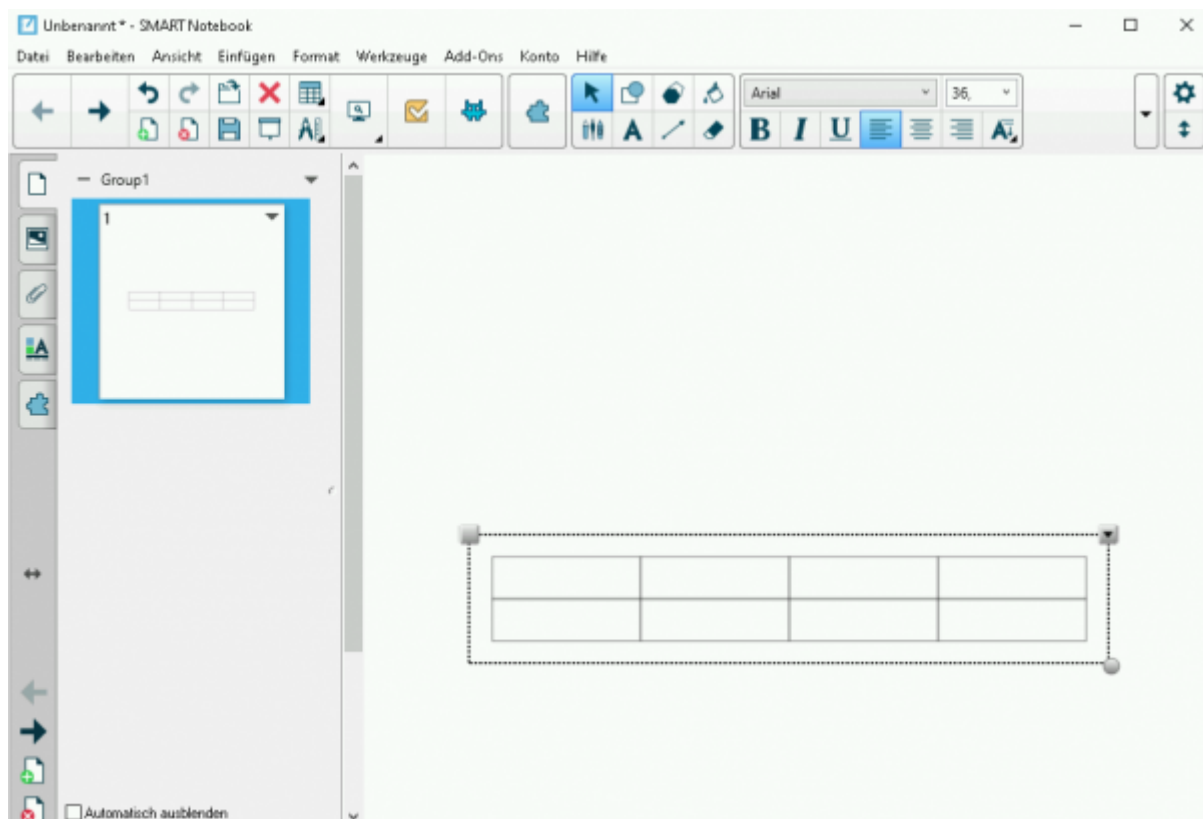 Unbenannt * - SMART Notebook
Datei Bearbeiten Ansicht Einfügen Format Werkzeuge Add-Ons Konto Hilfe
Arial 36,
A B I U A
Group1
1
Automatisch ausblenden